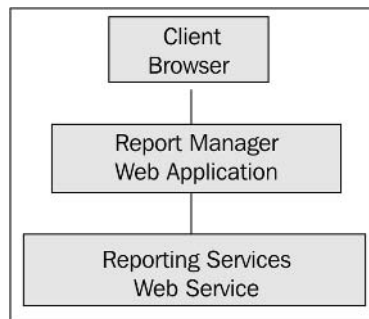 Client
Browser
Report Manager
Web Application
Reporting Services
Web Service